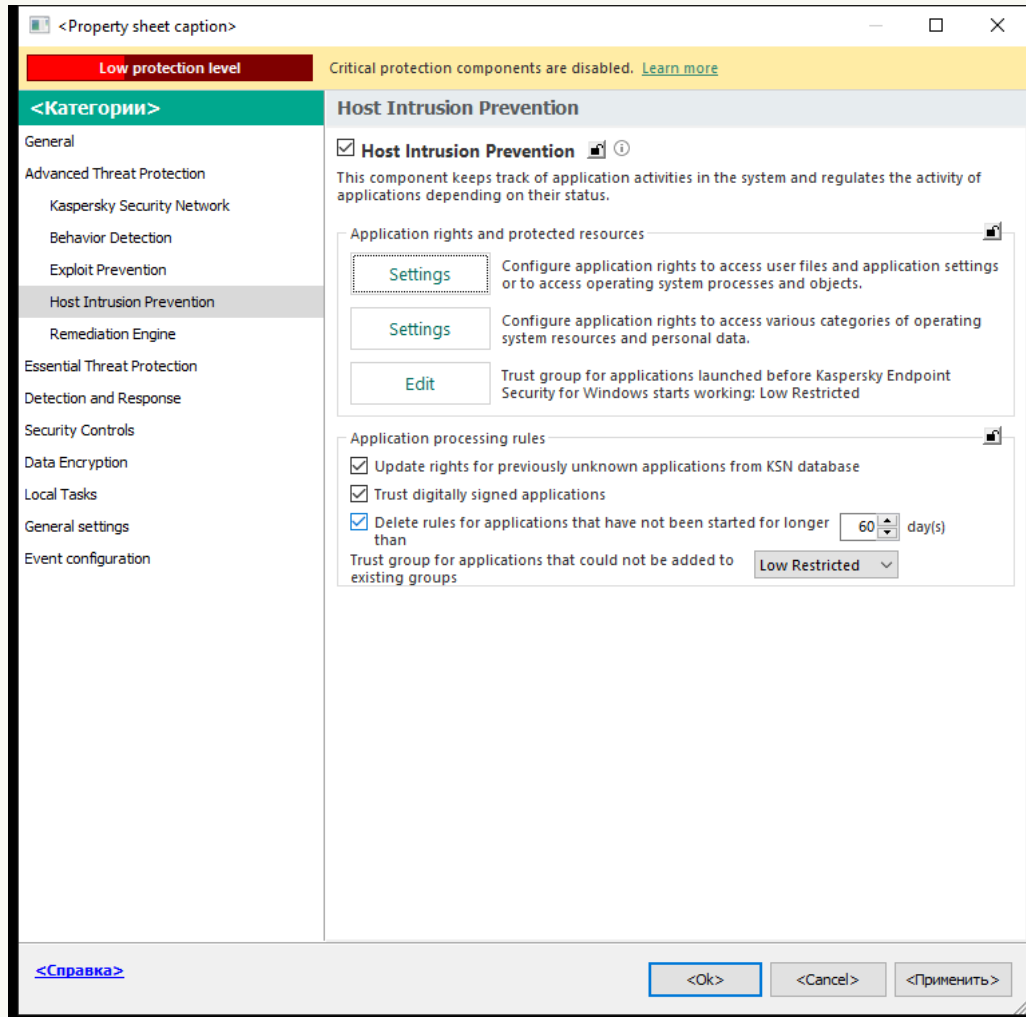 <Property sheet caption>
Low protection level
Critical protection components are disabled. Learn more
<Категории>
General
Advanced Threat Protection
Kaspersky Security Network
Behavior Detection
Exploit Prevention
Host Intrusion Prevention
Remediation Engine
Essential Threat Protection
Detection and Response
Security Controls
Data Encryption
Local Tasks
General settings
Event configuration
Host Intrusion Prevention
Host Intrusion Prevention
This component keeps track of application activities in the system and regulates the activity of
applications depending on their status.
Application rights and protected resources
Settings
Configure application rights to access user files and application settings
or to access operating system processes and objects.
Settings
Configure application rights to access various categories of operating
system resources and personal data.
Edit
Trust group for applications launched before Kaspersky Endpoint
Security for Windows starts working: Low Restricted
Application processing rules
Update rights for previously unknown applications from KSN database
Trust digitally signed applications
Delete rules for applications that have not been started for longer
than
60
day(s)
Trust group for applications that could not be added to
existing groups
Low Restricted
<Справка>
<Ok>
<Cancel>
<Применить>